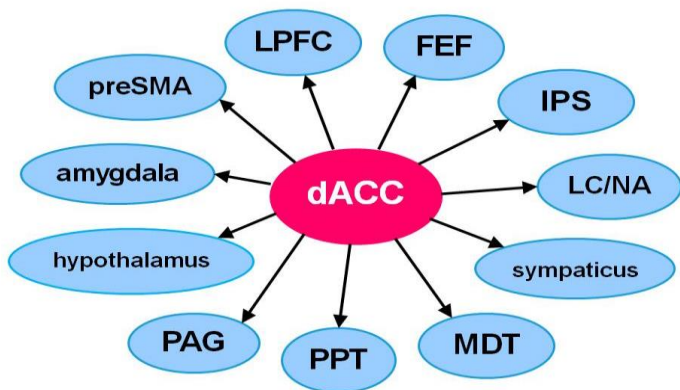 LPFC
FEF
preSMA
IPS
amygdala
dACC
LC/NA
hypothalamus
sympaticus
PAG
PPT
MDT